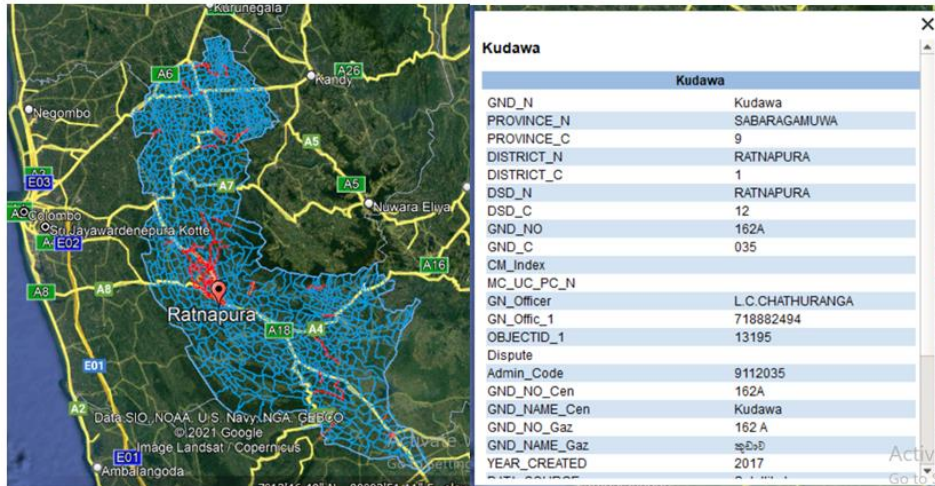 Kurunegala
A6
A26
Kandy
Negombo
A5
E03
A7
A5
Nuwara Eliya
Colombo
Sri Jayawardenepura Kotte
E02
A16
A8
A8
Ratnapura
A18
A4
E01
A2
Data SIO, NOAA, U.S. Navy, NGA, GEBCO
© 2021 Google
Image Landsat / Copernicus
E01
Ambalangoda
Kudawa
Kudawa
GND_N Kudawa
PROVINCE_N SABARAGAMUWA
PROVINCE_C 9
DISTRICT_N RATNAPURA
DISTRICT_C 1
DSD_N RATNAPURA
DSD_C 12
GND_NO 162A
GND_C 035
CM_Index
MC_UC_PC_N
GN_Officer L.C.CHATHURANGA
GN_Offic_1 718882494
OBJECTID_1 13195
Dispute
Admin_Code 9112035
GND_NO_Cen 162A
GND_NAME_Cen Kudawa
GND_NO_Gaz 162 A
GND_NAME_Gaz කුඩාව
YEAR_CREATED 2017
Activ
Go to S